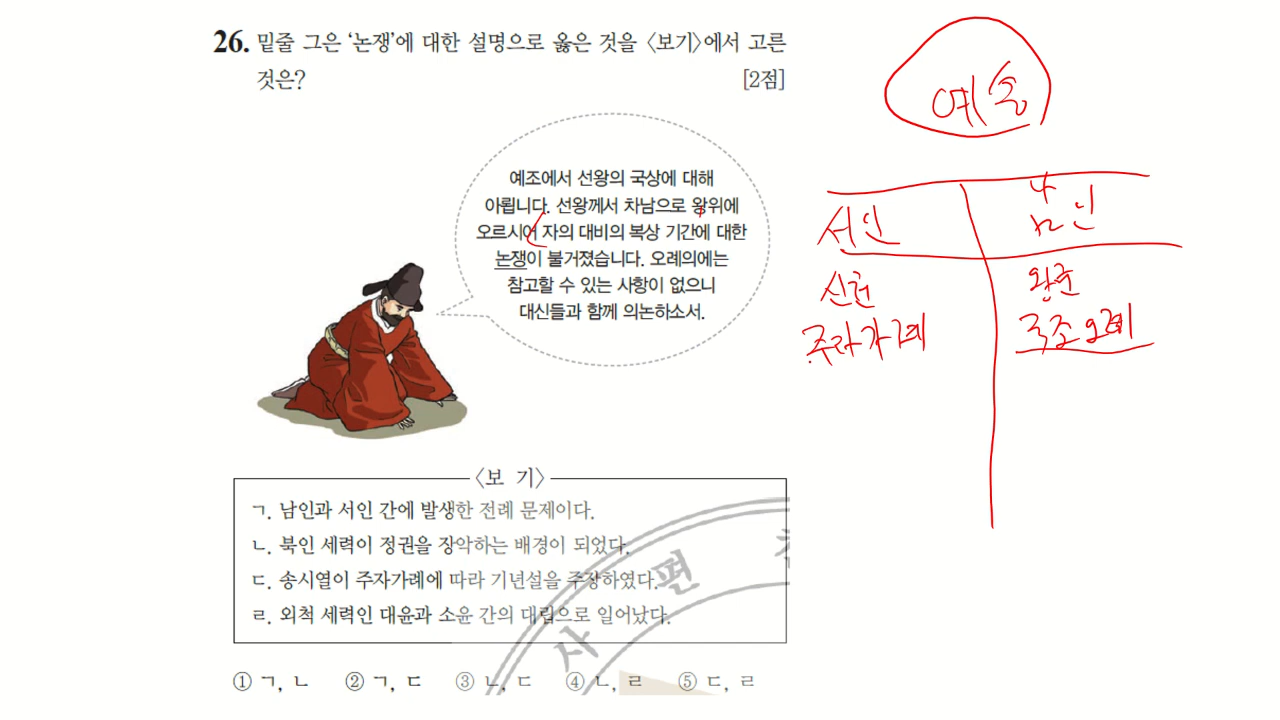 26. 밑줄 그은 ‘논쟁’에 대한 설명으로 옳은 것을 〈보기〉에서 고른
것은? [2점]
예조에서 선왕의 국상에 대해
아룁니다. 선왕께서 차남으로 왕위에
오르시어 자의 대비의 복상 기간에 대한
논쟁이 불거졌습니다. 오례의에는
참고할 수 있는 사항이 없으니
대신들과 함께 의논하소서.
〈보 기〉
ㄱ. 남인과 서인 간에 발생한 전례 문제이다.
ㄴ. 북인 세력이 정권을 장악하는 배경이 되었다.
ㄷ. 송시열이 주자가례에 따라 기년설을 주장하였다.
ㄹ. 외척 세력인 대윤과 소윤 간의 대립으로 일어났다.
① ㄱ, ㄴ ② ㄱ, ㄷ ③ ㄴ, ㄷ ④ ㄴ, ㄹ ⑤ ㄷ, ㄹ
사 편
예송
서인 남인
신권 왕권
주자가례 국조오례